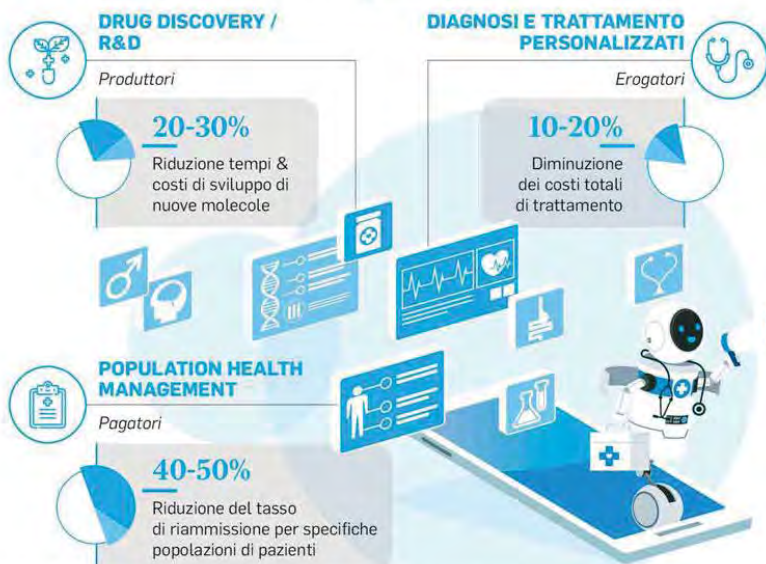 DRUG DISCOVERY /
R&D
Produttori
20-30%
Riduzione tempi &
costi di sviluppo di
nuove molecole
DIAGNOSI E TRATTAMENTO
PERSONALIZZATI
Erogatori
10-20%
Diminuzione
dei costi totali
di trattamento
POPULATION HEALTH
MANAGEMENT
Pagatori
40-50%
Riduzione del tasso
di riammissione per specifiche
popolazioni di pazienti